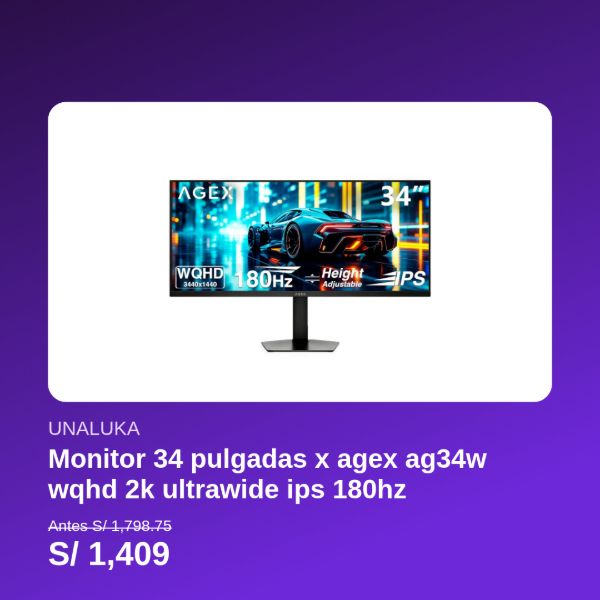 AGEX
34"
WQHD
3440x1440
180Hz
Height
Adjustable
IPS
AGEX
UNALUKA
Monitor 34 pulgadas x agex ag34w
wqhd 2k ultrawide ips 180hz
Antes S/ 1,798.75
S/ 1,409